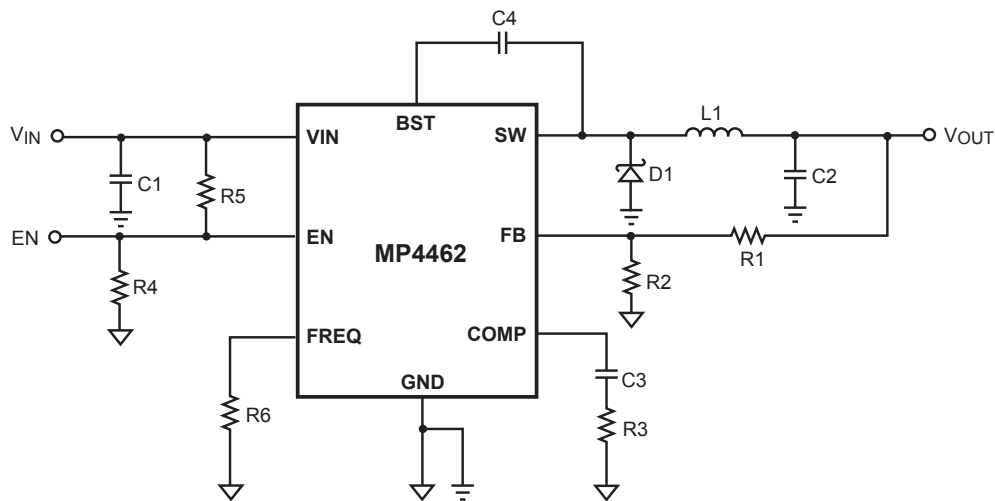 C4
VIN
VIN
BST
SW
L1
VOUT
C1
R5
D1
C2
EN
EN
FB
MP4462
R1
R4
R2
FREQ
COMP
C3
GND
R6
R3